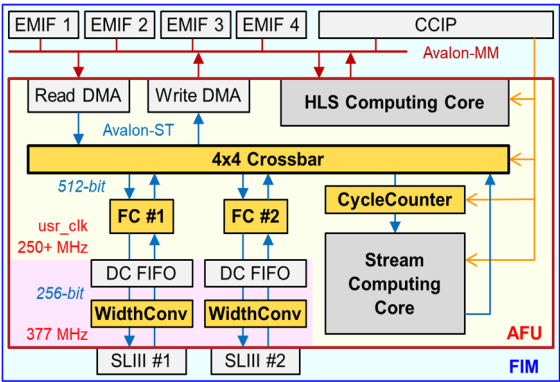 EMIF 1 EMIF 2 EMIF 3 EMIF 4 CCIP
Avalon-MM
Read DMA Write DMA HLS Computing Core
Avalon-ST
4x4 Crossbar
512-bit
FC #1 FC #2 CycleCounter
usr_clk
250+ MHz
DC FIFO DC FIFO Stream
Computing
Core
256-bit
WidthConv WidthConv
377 MHz AFU
SLIII #1 SLIII #2
FIM